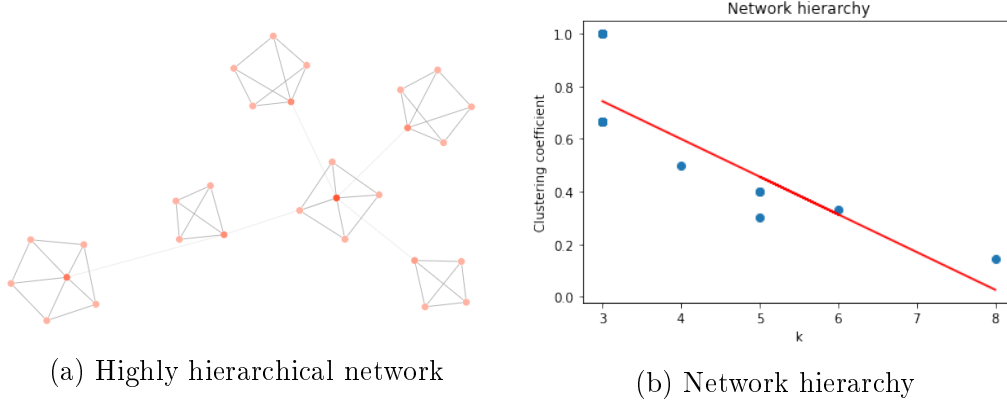 Network hierarchy
Clustering coefficient
1.0
0.8
0.6
0.4
0.2
0.0
3 4 5 6 7 8
k
(a) Highly hierarchical network
(b) Network hierarchy